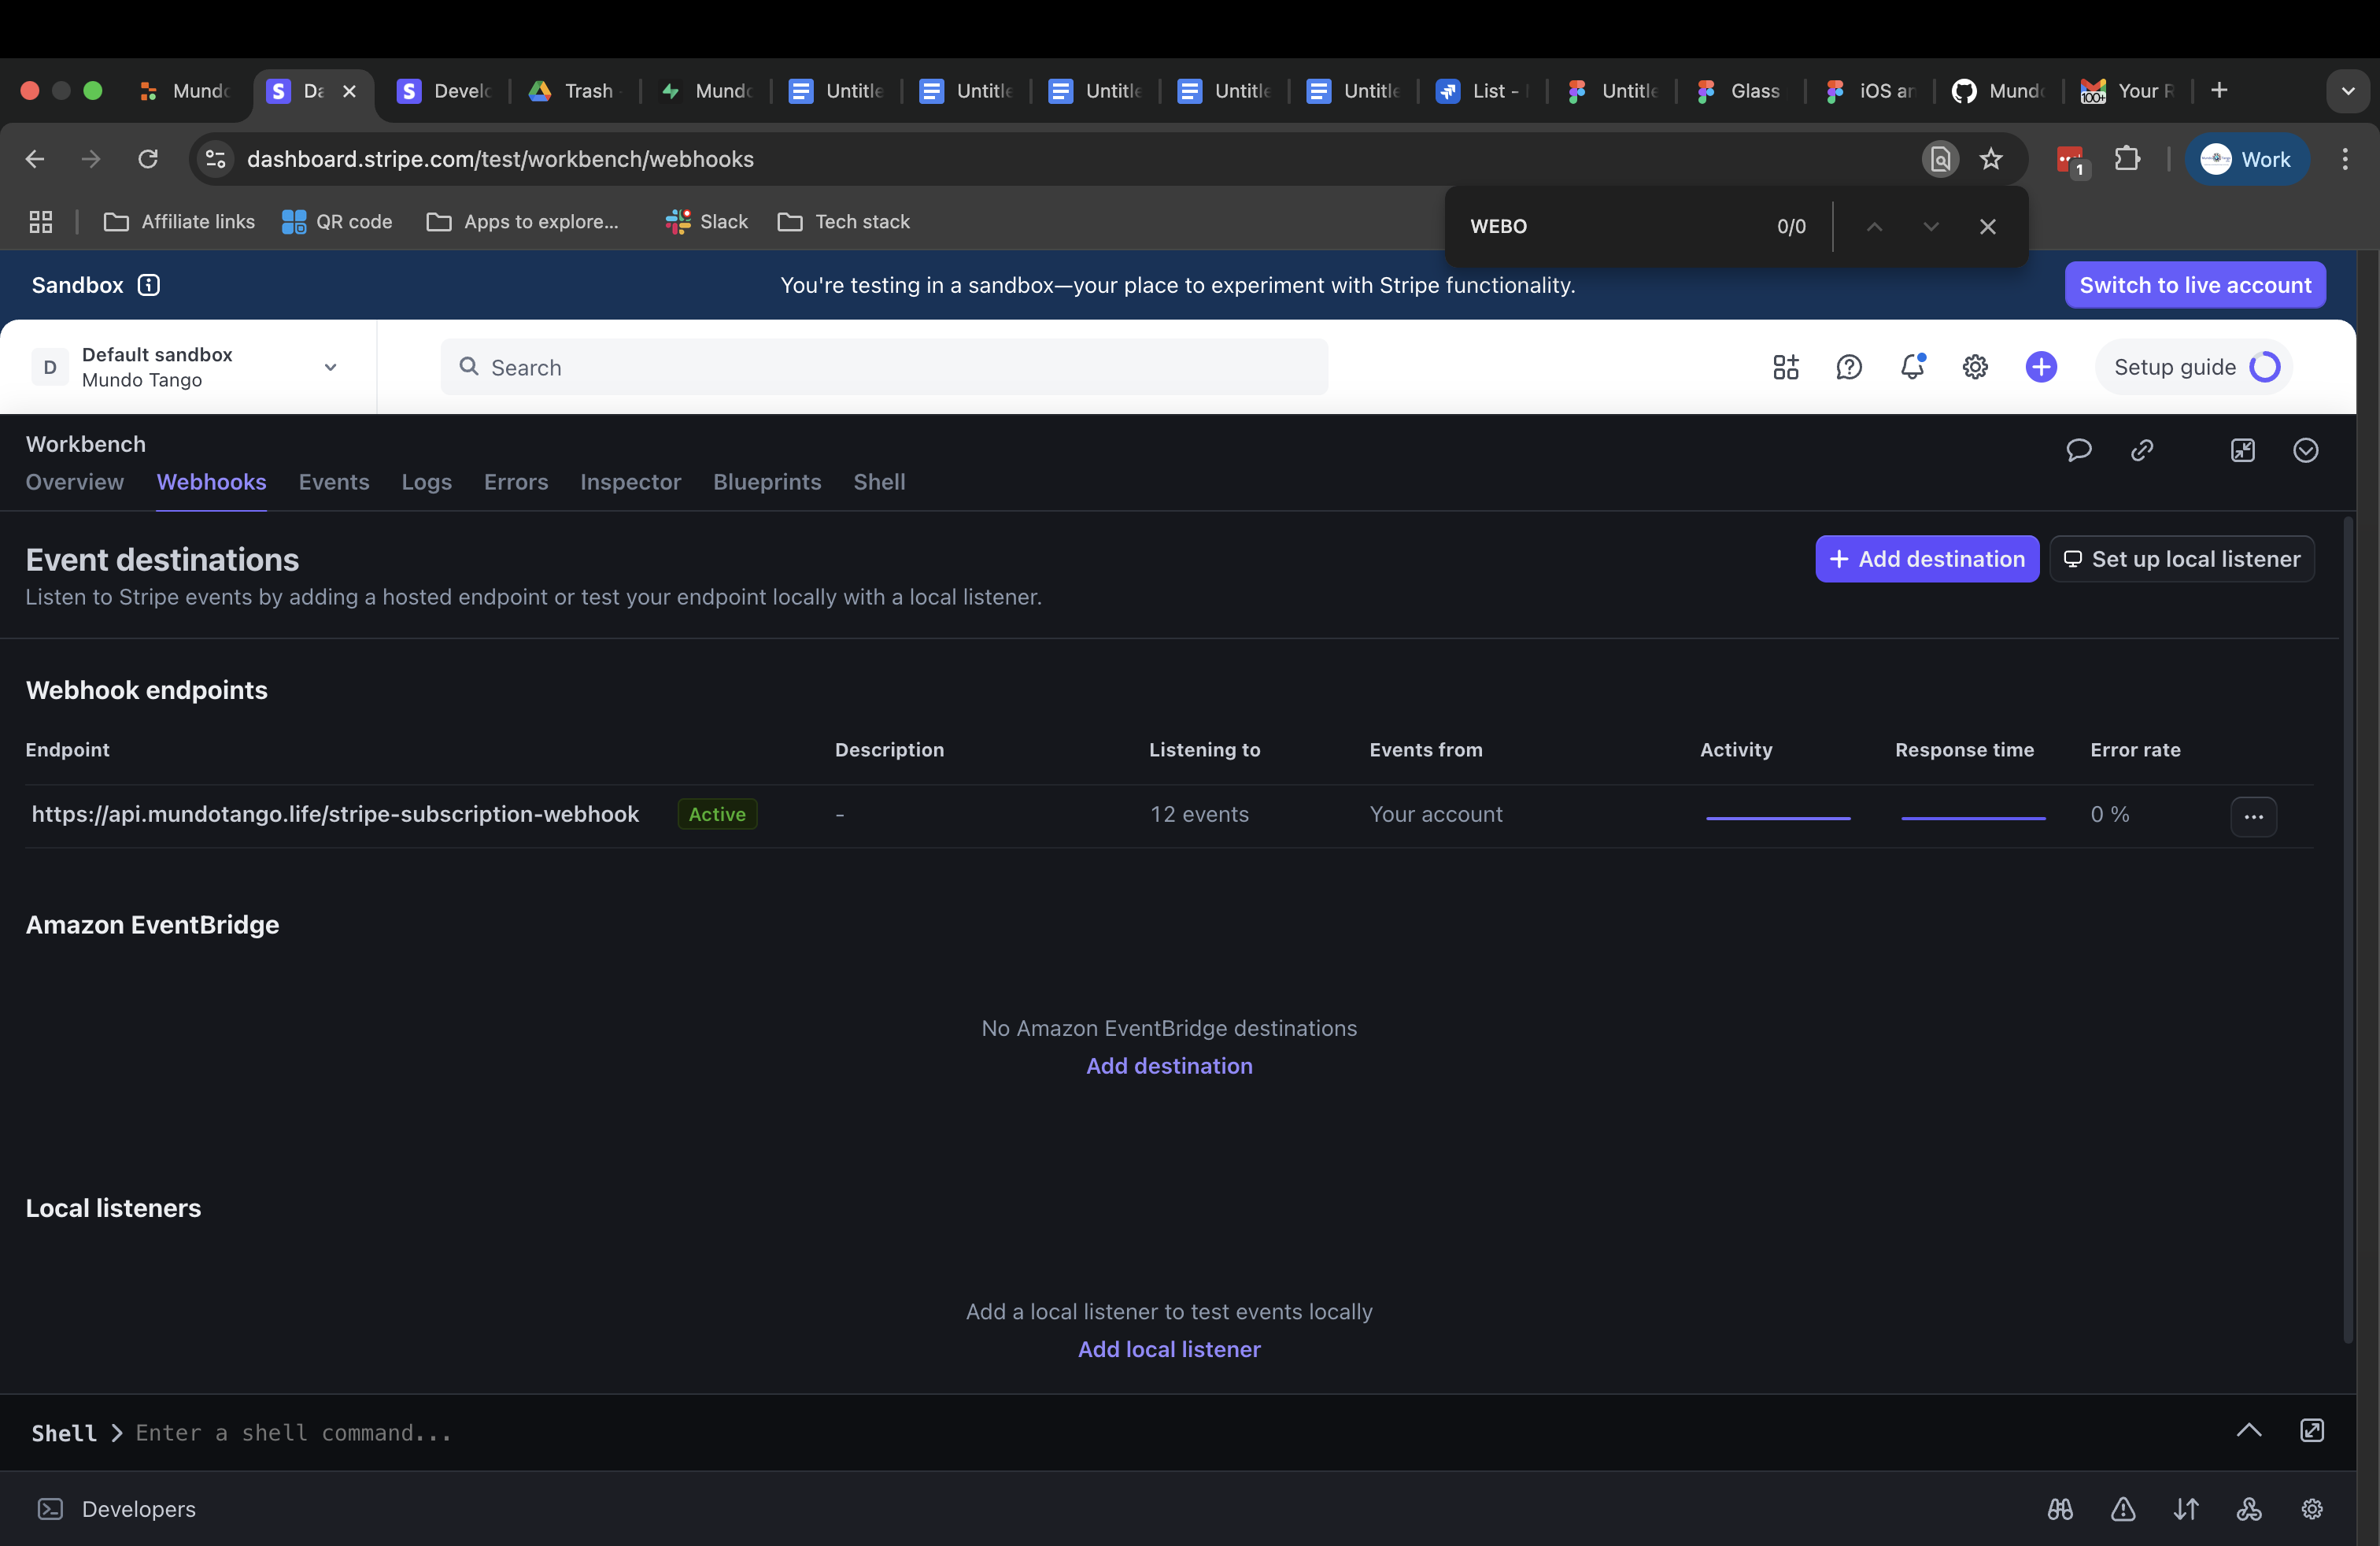 Mundo
Da
Develo
Trash
Mundo
Untitle
Untitle
Untitle
Untitle
Untitle
List -
Untitle
Glass
iOS an
Mundo
100+
Your R
dashboard.stripe.com/test/workbench/webhooks
1
Work
Affiliate links
QR code
Apps to explore...
Slack
Tech stack
WEBO
0/0
Sandbox
You're testing in a sandbox—your place to experiment with Stripe functionality.
Switch to live account
D
Default sandbox
Mundo Tango
Search
Setup guide
Workbench
Overview
Webhooks
Events
Logs
Errors
Inspector
Blueprints
Shell
Event destinations
Listen to Stripe events by adding a hosted endpoint or test your endpoint locally with a local listener.
+ Add destination
Set up local listener
Webhook endpoints
Endpoint
Description
Listening to
Events from
Activity
Response time
Error rate
https://api.mundotango.life/stripe-subscription-webhook
Active
-
12 events
Your account
0 %
Amazon EventBridge
No Amazon EventBridge destinations
Add destination
Local listeners
Add a local listener to test events locally
Add local listener
Shell
Enter a shell command...
Developers